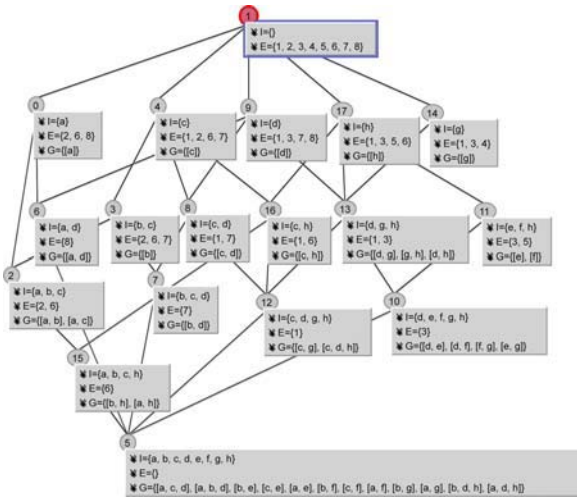 1
I={}
E={1, 2, 3, 4, 5, 6, 7, 8}
0
I={a}
E={2, 6, 8}
G={[a]}
4
I={c}
E={1, 2, 6, 7}
G={[c]}
9
I={d}
E={1, 3, 7, 8}
G={[d]}
17
I={h}
E={1, 3, 5, 6}
G={[h]}
14
I={g}
E={1, 3, 4}
G={[g]}
6
I={a, d}
E={8}
G={[a, d]}
3
I={b, c}
E={2, 6, 7}
G={[b]}
8
I={c, d}
E={1, 7}
G={[c, d]}
16
I={c, h}
E={1, 6}
G={[c, h]}
13
I={d, g, h}
E={1, 3}
G={[d, g], [g, h], [d, h]}
11
I={e, f, h}
E={3, 5}
G={[e], [f]}
2
I={a, b, c}
E={2, 6}
G={[a, b], [a, c]}
7
I={b, c, d}
E={7}
G={[b, d]}
12
I={c, d, g, h}
E={1}
G={[c, g], [c, d, h]}
10
I={d, e, f, g, h}
E={3}
G={[d, e], [d, f], [f, g], [e, g]}
15
I={a, b, c, h}
E={6}
G={[b, h], [a, h]}
5
I={a, b, c, d, e, f, g, h}
E={}
G={[a, c, d], [a, b, d], [b, e], [c, e], [a, e], [b, f], [c, f], [a, f], [b, g], [a, g], [b, d, h], [a, d, h]}